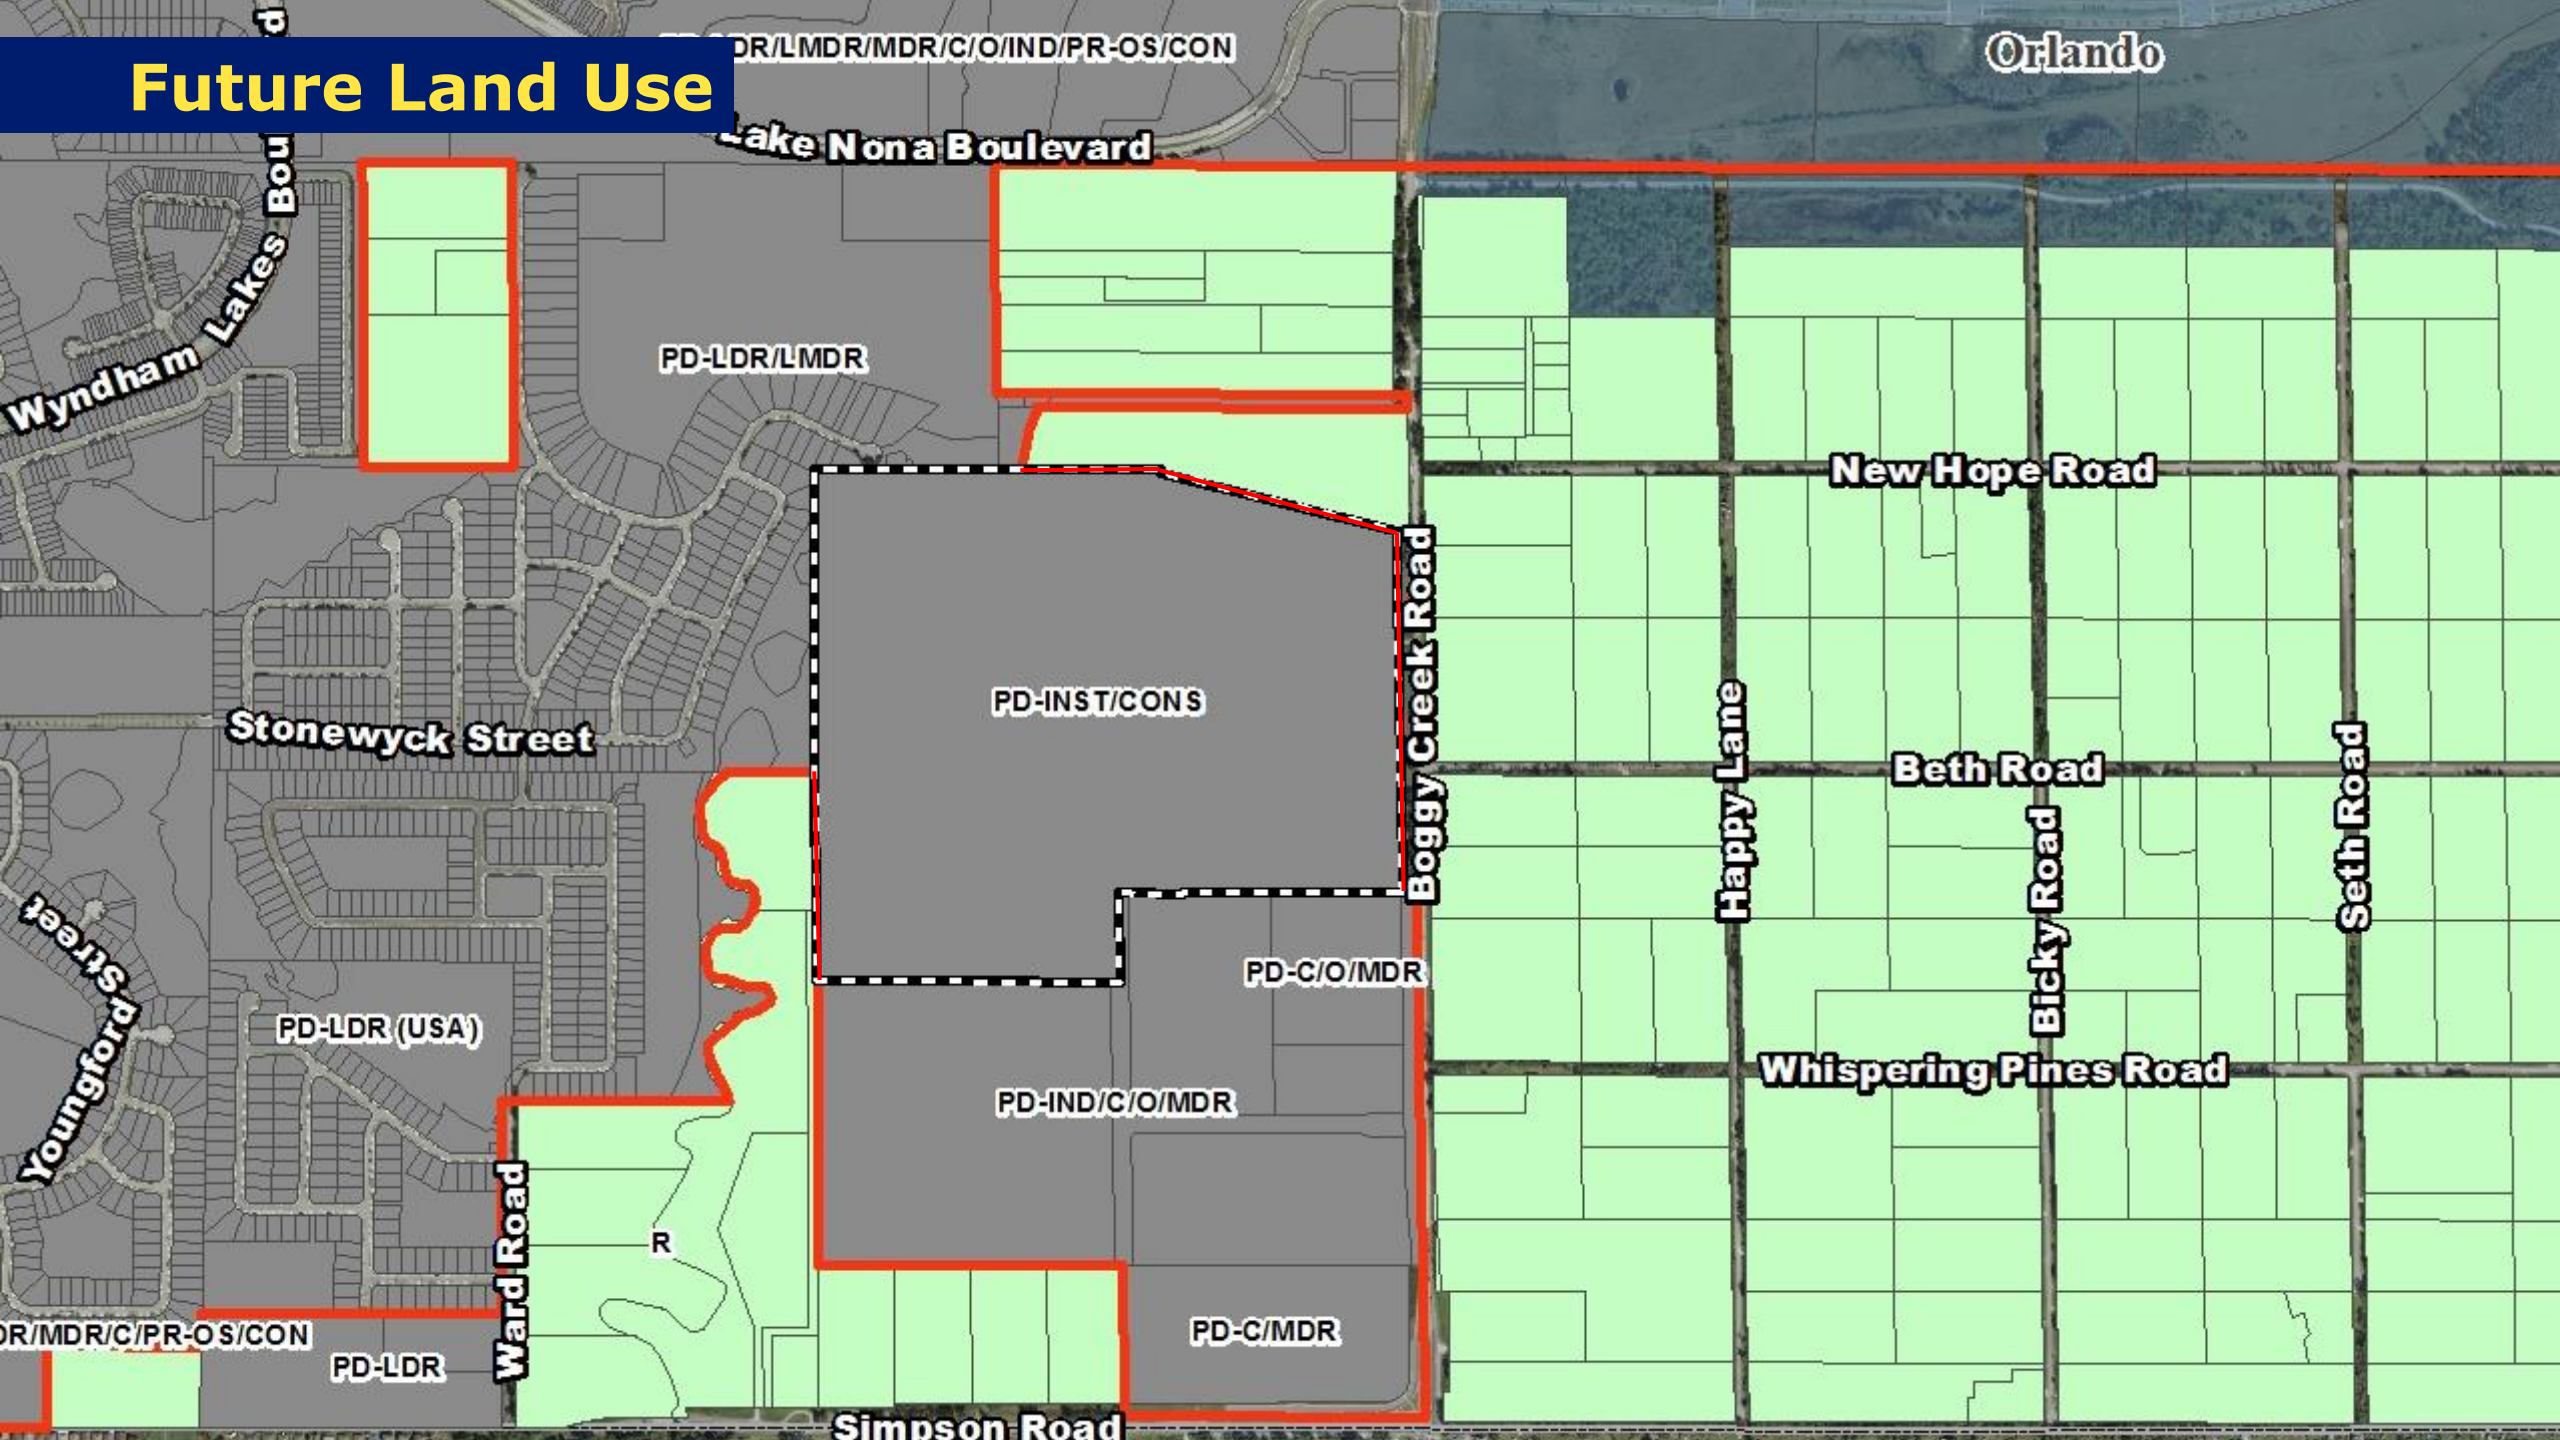 Future Land Use
LDR/LMDR/MDR/C/O/IND/PR-OS/CON
Orlando
Lake Nona Boulevard
Wyndham Lakes
PD-LDR/LMDR
New Hope Road
PD-INST/CONS
Boggy Creek Road
Stonewyck Street
Happy Lane
Beth Road
Seth Road
Bicky Road
Youngford Street
PD-C/O/MDR
PD-LDR (USA)
Whispering Pines Road
PD-IND/C/O/MDR
R
Ward Road
DR/MDR/C/PR-OS/CON
PD-C/MDR
PD-LDR
Simpson Road